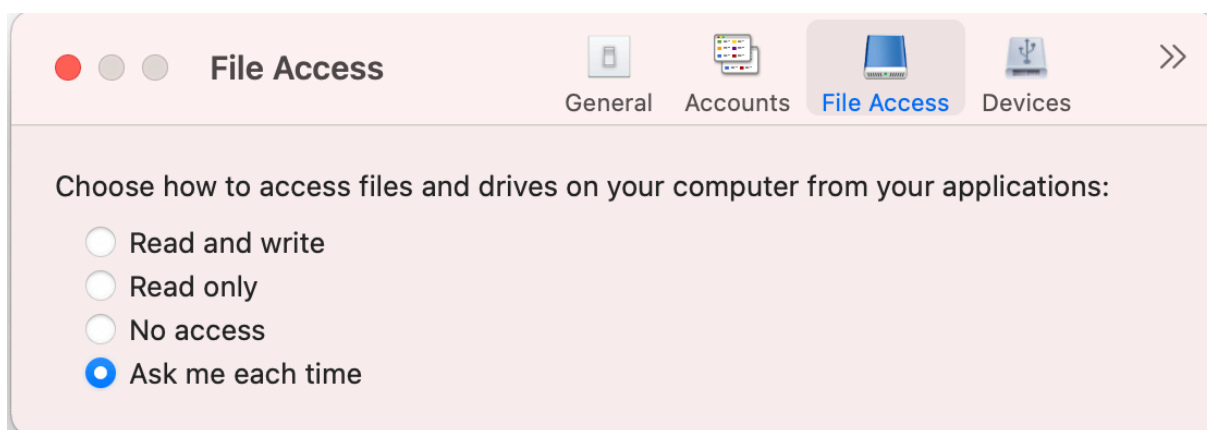 File Access
General Accounts File Access Devices
Choose how to access files and drives on your computer from your applications:
Read and write
Read only
No access
Ask me each time